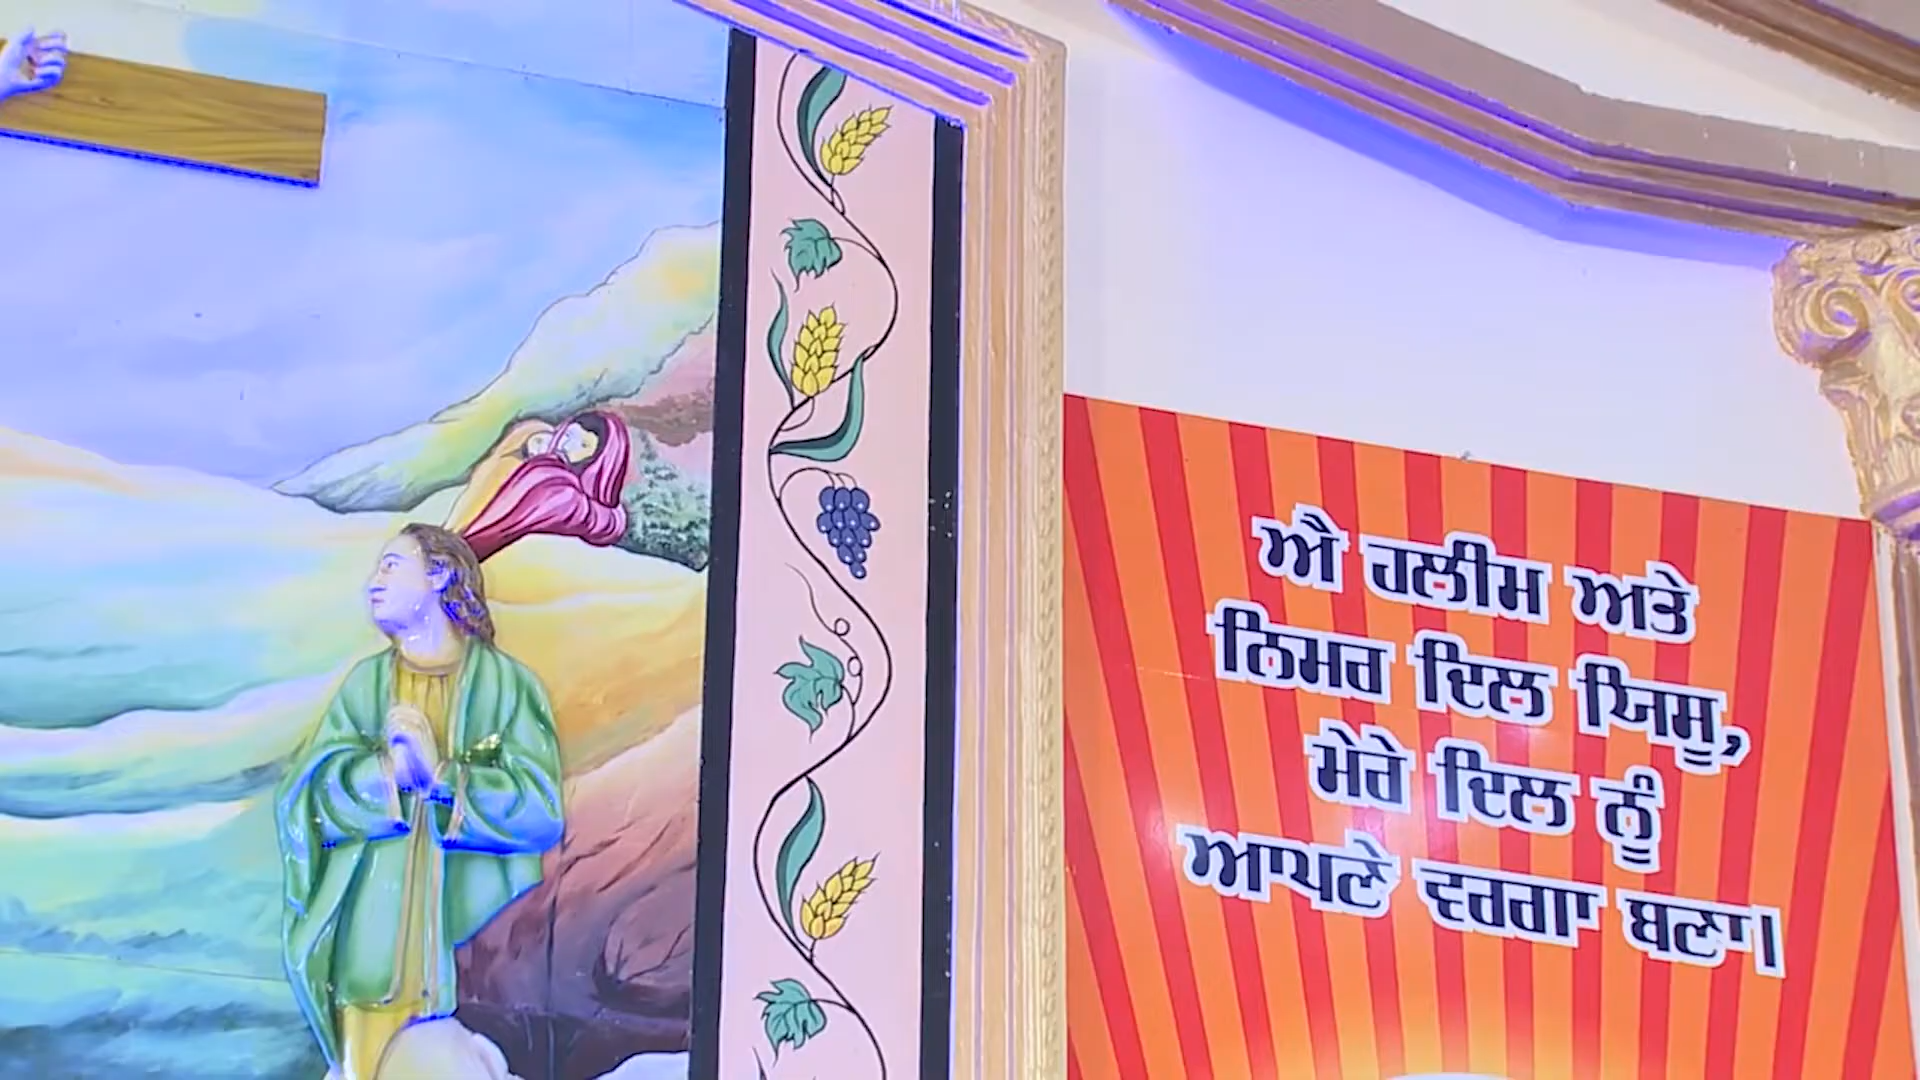 ਐ ਹਲੀਮ ਅਤੇ
ਨਿਮਰ ਦਿਲ ਯਿਸੂ,
ਮੇਰੇ ਦਿਲ ਨੂੰ
ਆਪਣੇ ਵਰਗਾ ਬਣਾ।